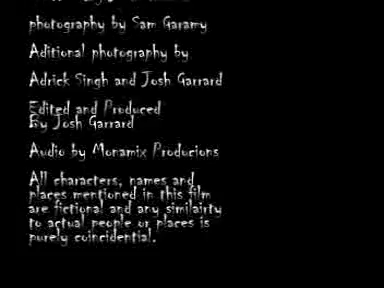 photography by Sam Garamy
Aditional photography by
Adrick Singh and Josh Garrard
Edited and Produced
By Josh Garrard
Audio by Monamix Producions
All characters, names and
places mentioned in this film
are fictional and any similairty
to actual people or places is
purely coincidential.